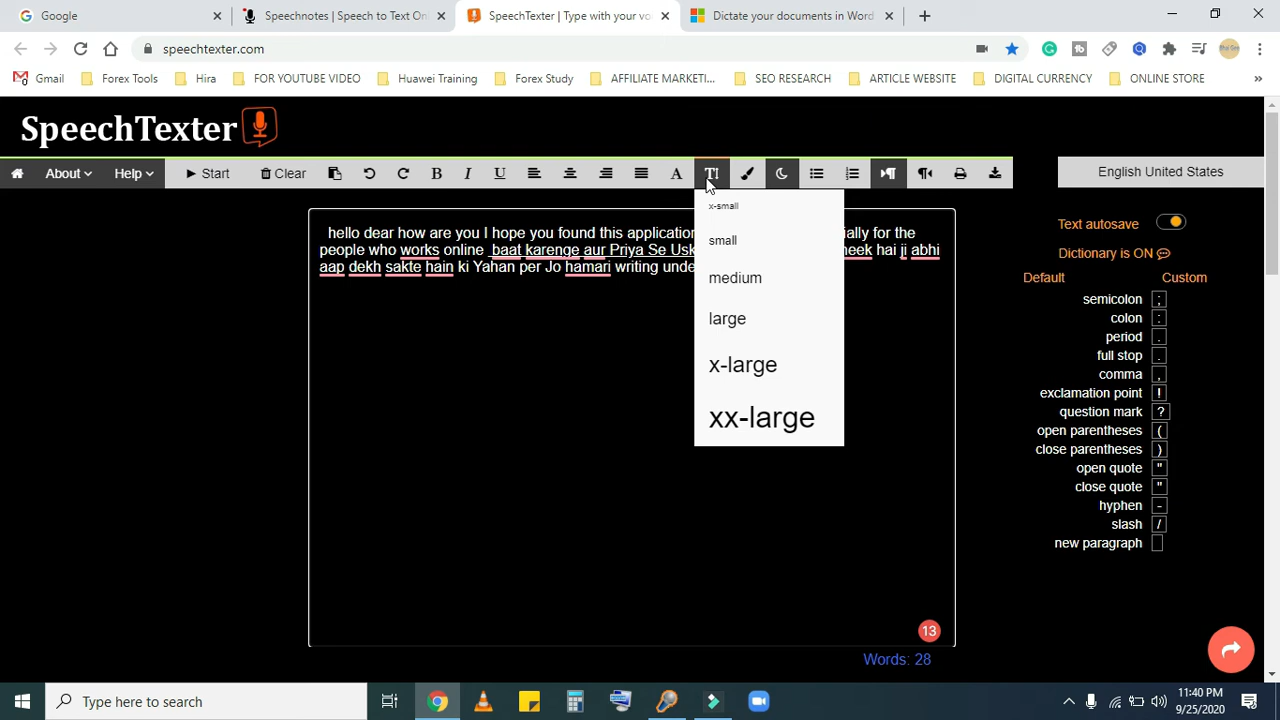 Google
Speechnotes | Speech to Text On
SpeechTexter | Type with your vo
Dictate your documents in Word
speechtexter.com
Gmail
Forex Tools
Hira
FOR YOUTUBE VIDEO
Huawei Training
Forex Study
AFFILIATE MARKETI...
SEO RESEARCH
ARTICLE WEBSITE
DIGITAL CURRENCY
ONLINE STORE
SpeechTexter
About
Help
Start
Clear
English United States
x-small
small
medium
large
x-large
xx-large
hello dear how are you I hope you found this application ially for the
people who works online baat karenge aur Priya Se Usk heek hai ji abhi
aap dekh sakte hain ki Yahan per Jo hamari writing unde
13
Words: 28
Text autosave
Dictionary is ON
Default Custom
semicolon ;
colon :
period .
full stop .
comma ,
exclamation point !
question mark ?
open parentheses (
close parentheses )
open quote "
close quote "
hyphen -
slash /
new paragraph
Type here to search
11:40 PM
9/25/2020